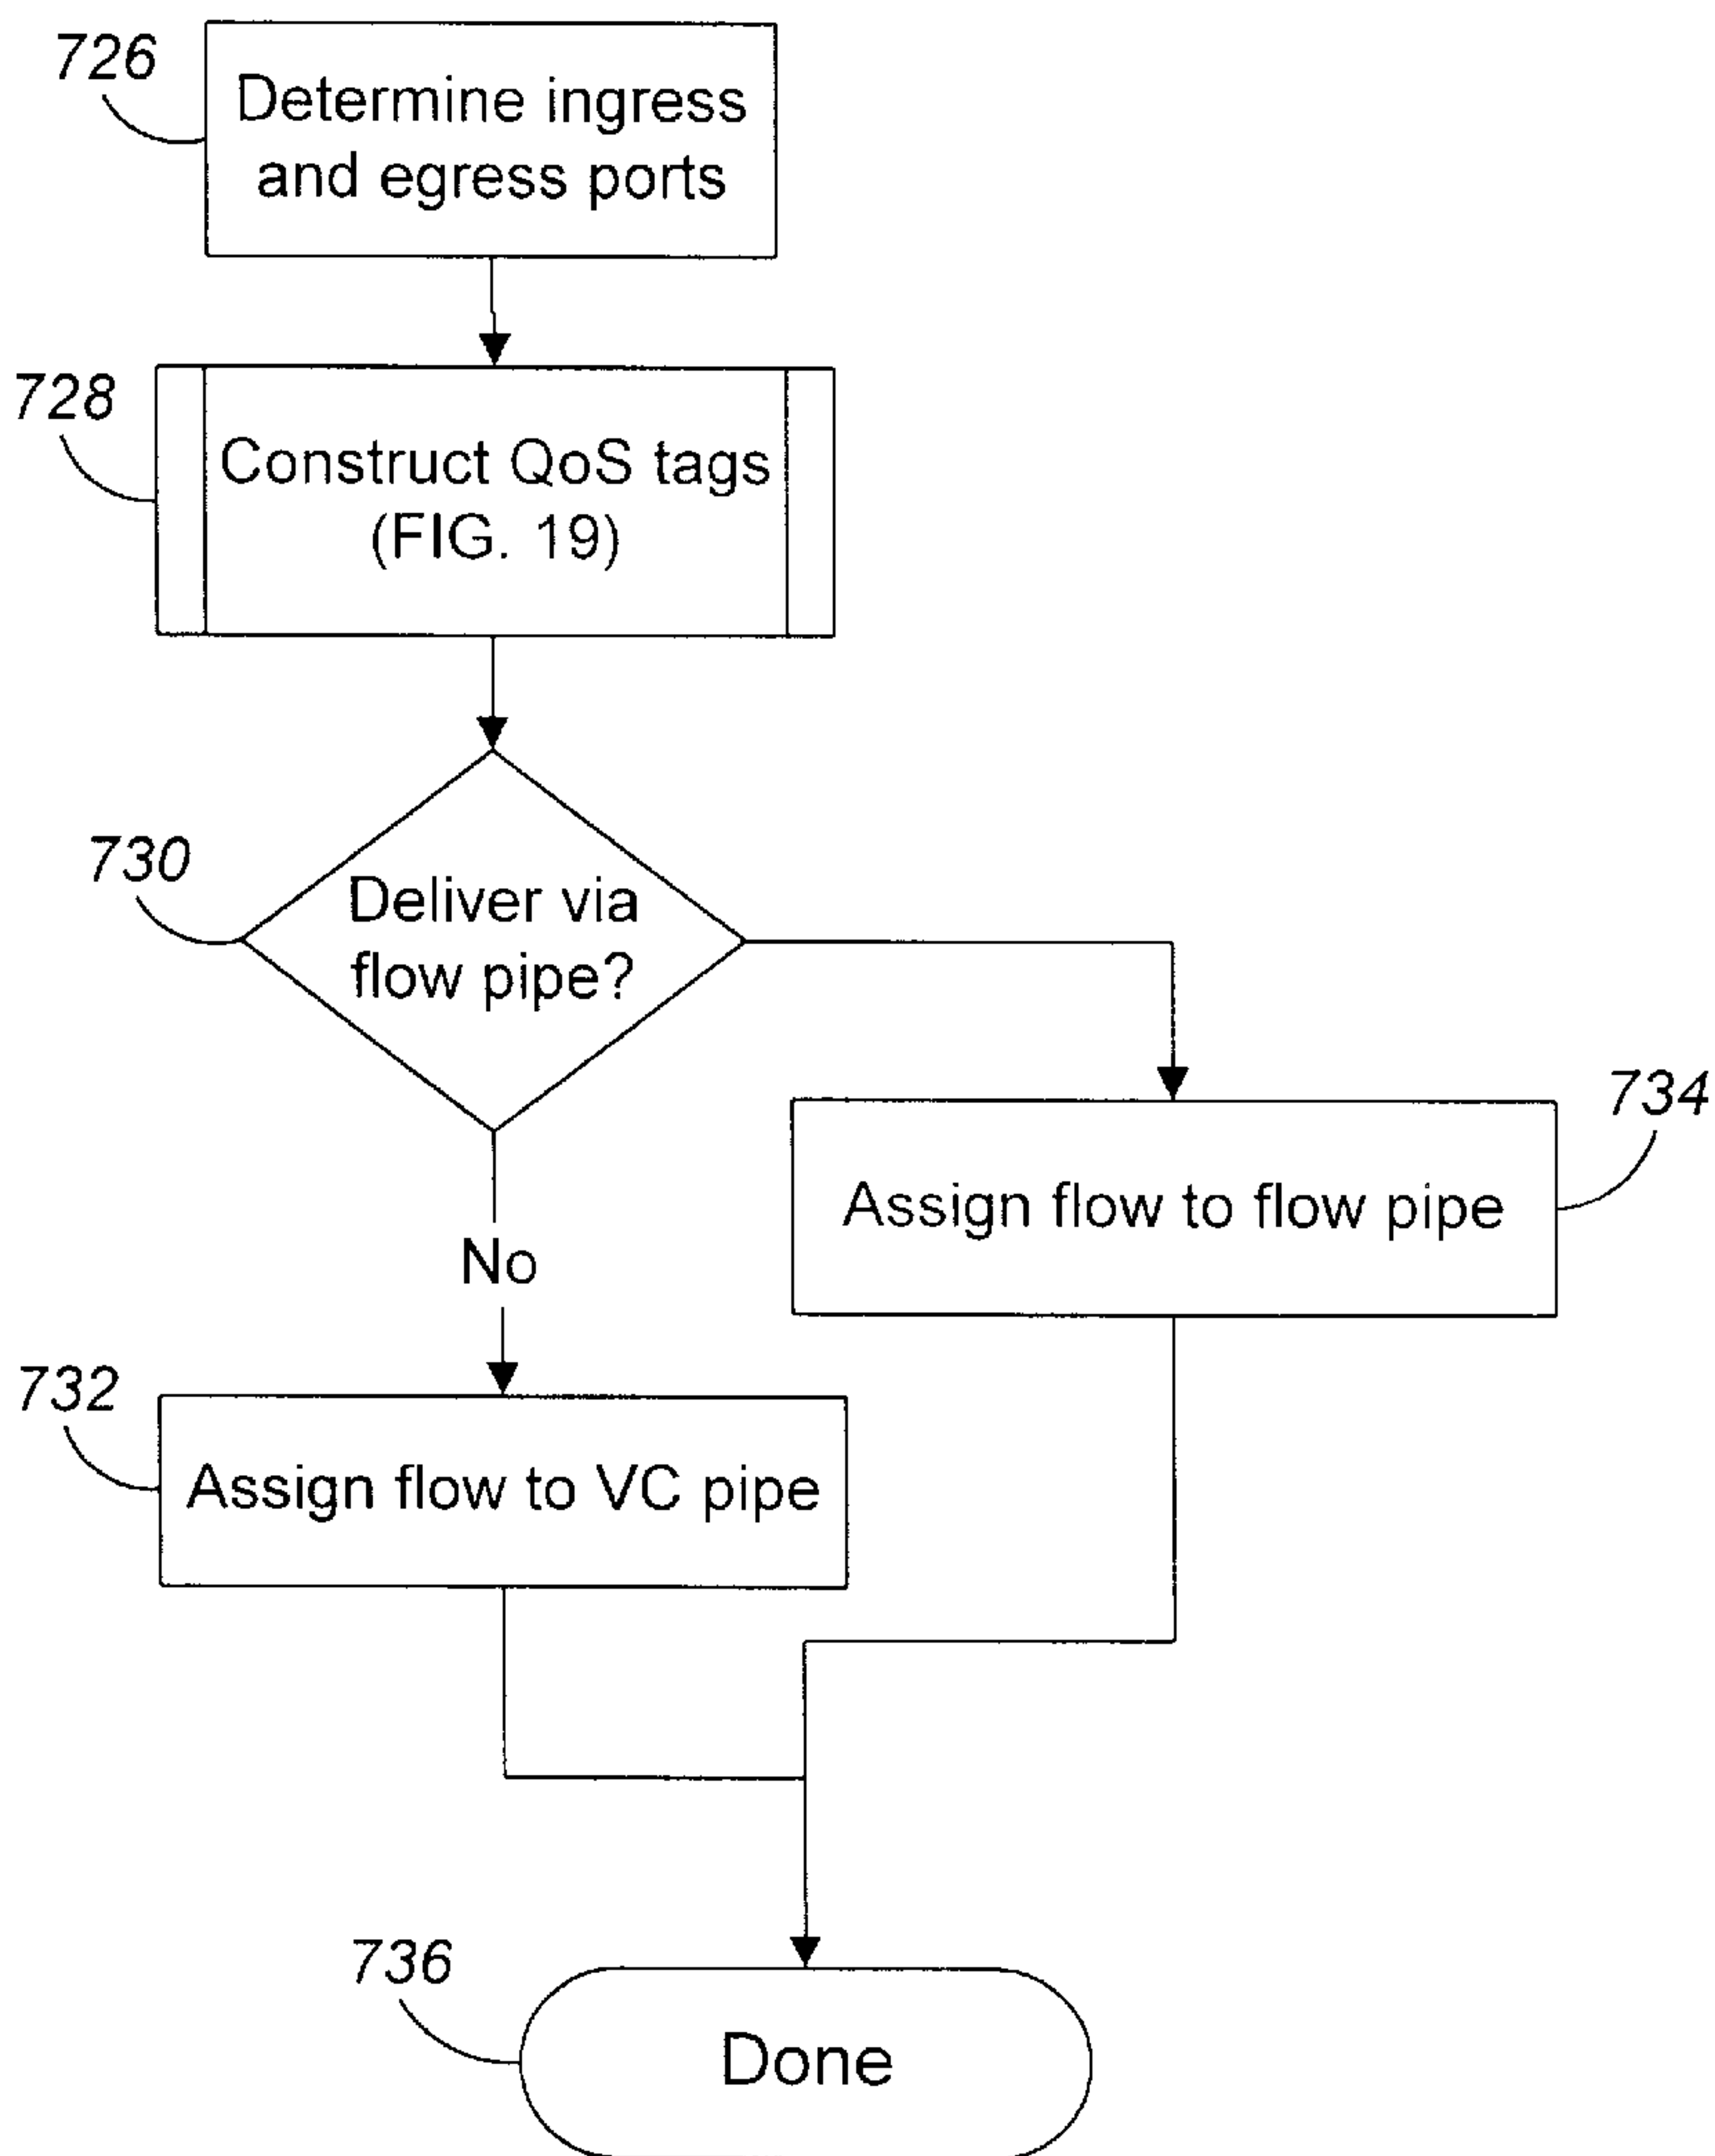 726
Determine ingress
and egress ports
728
Construct QoS tags
(FIG. 19)
730
Deliver via
flow pipe?
734
Assign flow to flow pipe
No
732
Assign flow to VC pipe
736
Done